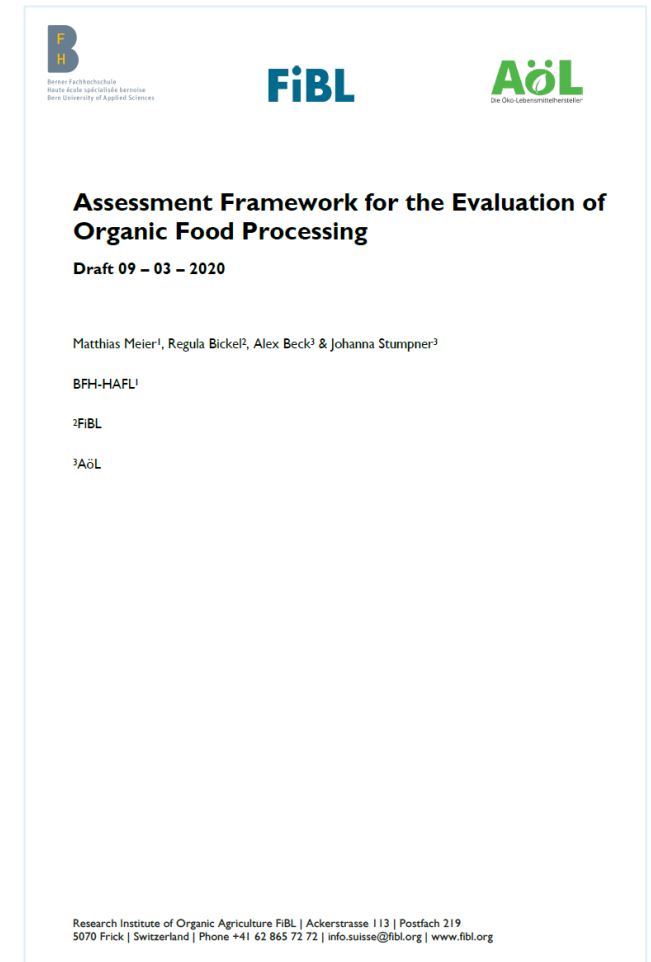 F
H
B
Berner Fachhochschule
Haute école spécialisée bernoise
Bern University of Applied Sciences
FiBL
AöL
Die Öko-Lebensmittelhersteller
Assessment Framework for the Evaluation of
Organic Food Processing
Draft 09 – 03 – 2020
Matthias Meier¹, Regula Bickel², Alex Beck³ & Johanna Stumpner³
BFH-HAFL¹
²FiBL
³AöL
Research Institute of Organic Agriculture FiBL | Ackerstrasse 113 | Postfach 219
5070 Frick | Switzerland | Phone +41 62 865 72 72 | info.suisse@fibl.org | www.fibl.org